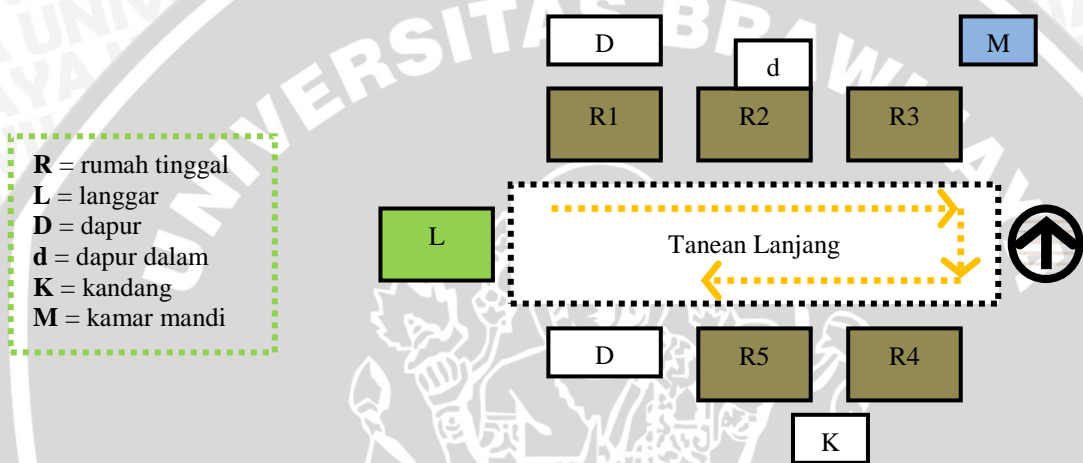 UNIVERSITAS BRAWIJAYA
D
d
M
R1
R2
R3
R = rumah tinggal
L = langgar
D = dapur
d = dapur dalam
K = kandang
M = kamar mandi
L
Tanean Lanjang
D
R5
R4
K